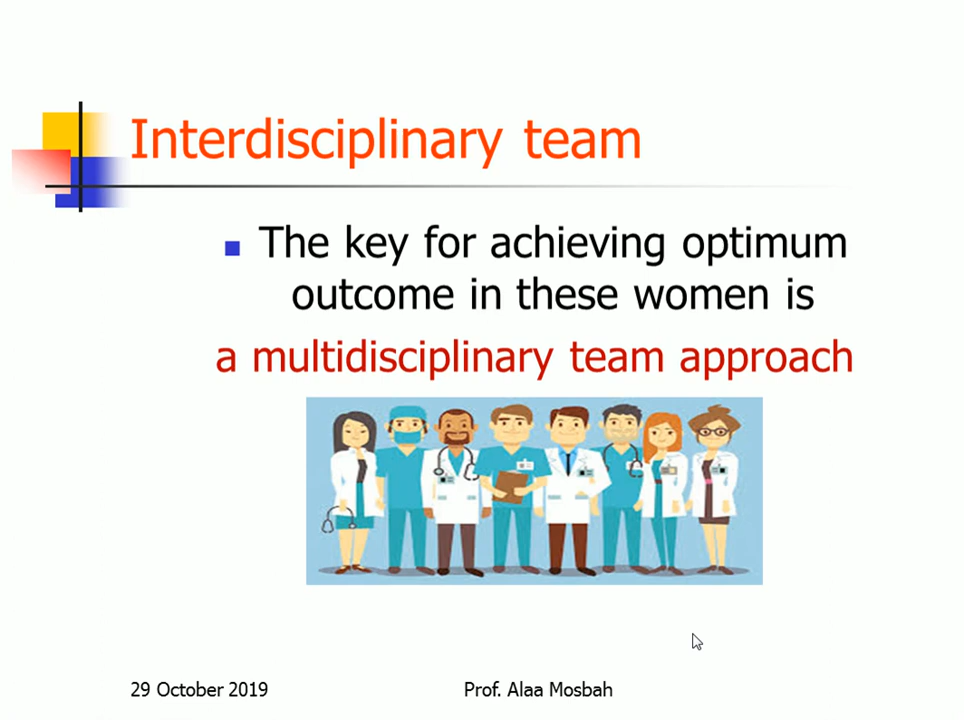 Interdisciplinary team
The key for achieving optimum
outcome in these women is
a multidisciplinary team approach
29 October 2019
Prof. Alaa Mosbah